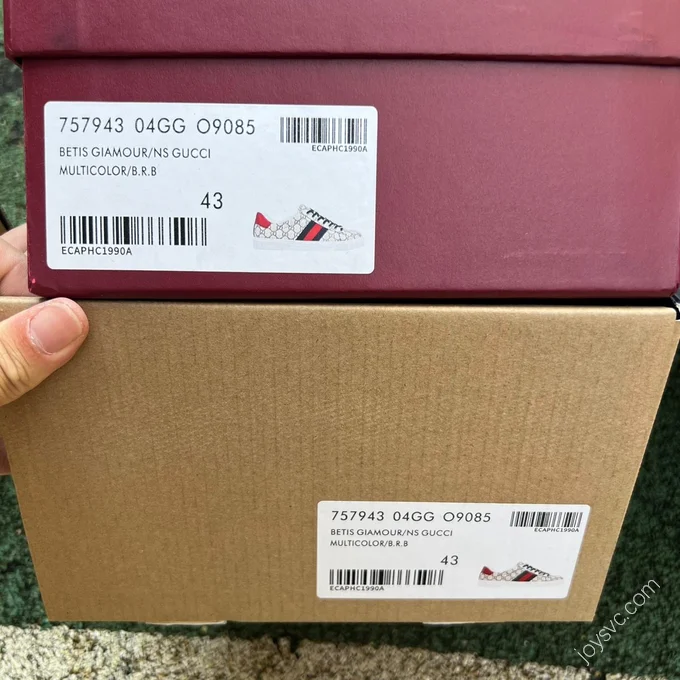 757943 04GG O9085
ECAPHC1990A
BETIS GIAMOUR/NS GUCCI
MULTICOLOR/B.R.B
43
ECAPHC1990A
757943 04GG O9085
ECAPHC1990A
BETIS GIAMOUR/NS GUCCI
MULTICOLOR/B.R.B
43
ECAPHC1990A
joysvc.com